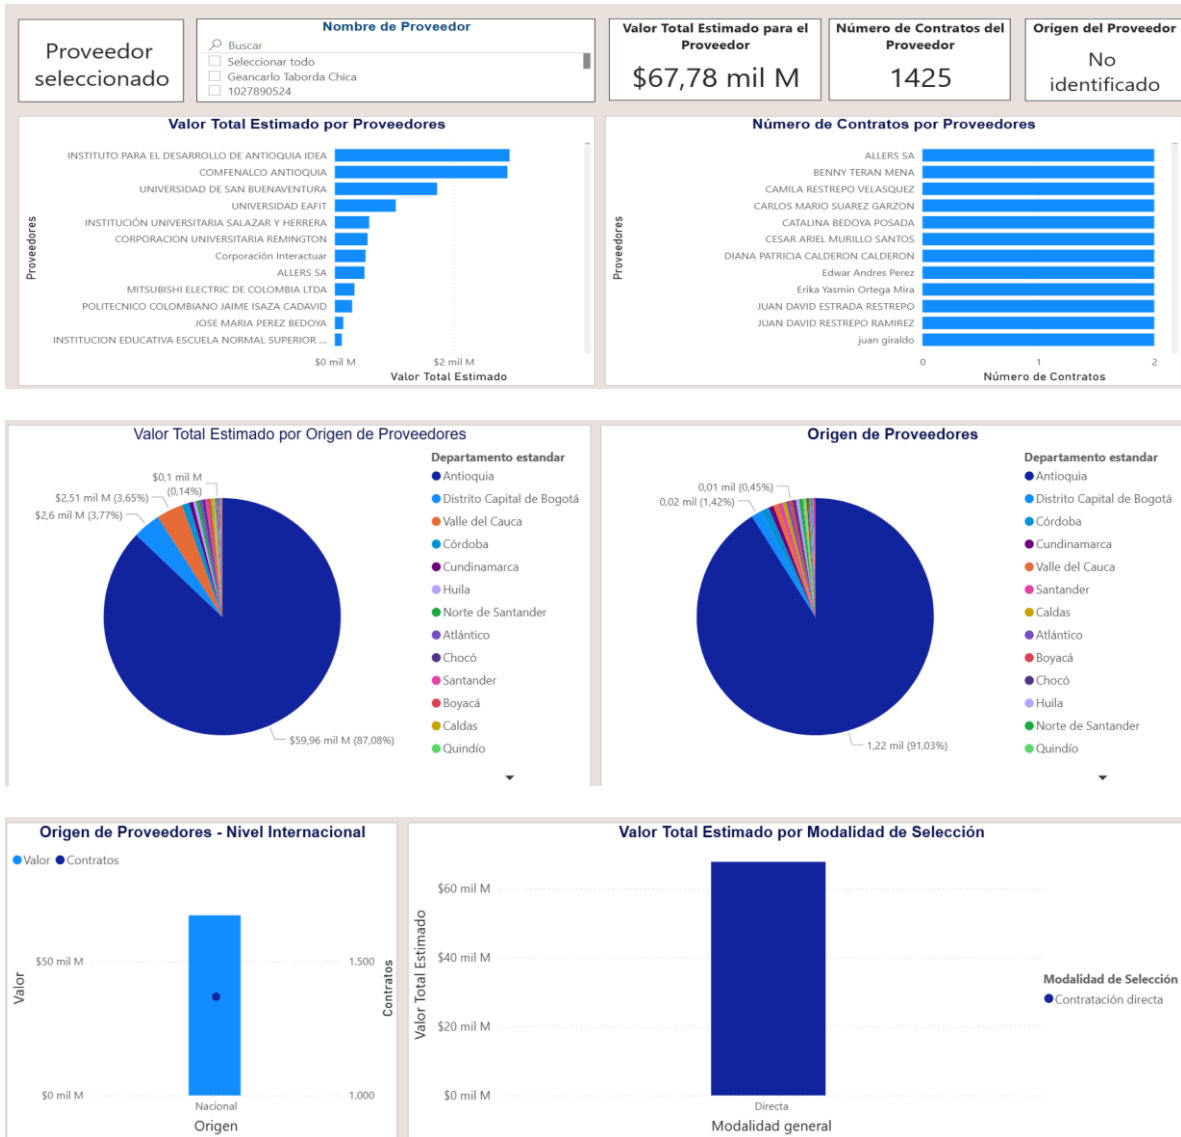 Proveedor
seleccionado
Nombre de Proveedor
Buscar
Seleccionar todo
Geancarlo Taborda Chica
1027890524
Valor Total Estimado para el
Proveedor
$67,78 mil M
Número de Contratos del
Proveedor
1425
Origen del Proveedor
No
identificado
Valor Total Estimado por Proveedores
Proveedores
INSTITUTO PARA EL DESARROLLO DE ANTIOQUIA IDEA
COMFENALCO ANTIOQUIA
UNIVERSIDAD DE SAN BUENAVENTURA
UNIVERSIDAD EAFIT
INSTITUCIÓN UNIVERSITARIA SALAZAR Y HERRERA
CORPORACION UNIVERSITARIA REMINGTON
Corporación Interactuar
ALLERS SA
MITSUBISHI ELECTRIC DE COLOMBIA LTDA
POLITECNICO COLOMBIANO JAIME ISAZA CADAVID
JOSE MARIA PEREZ BEDOYA
INSTITUCION EDUCATIVA ESCUELA NORMAL SUPERIOR ...
$0 mil M
$2 mil M
Valor Total Estimado
Número de Contratos por Proveedores
Proveedores
ALLERS SA
BENNY TERAN MENA
CAMILA RESTREPO VELASQUEZ
CARLOS MARIO SUAREZ GARZON
CATALINA BEDOYA POSADA
CESAR ARIEL MURILLO SANTOS
DIANA PATRICIA CALDERON CALDERON
Edwar Andres Perez
Erika Yasmin Ortega Mira
JUAN DAVID ESTRADA RESTREPO
JUAN DAVID RESTREPO RAMIREZ
juan giraldo
0
1
2
Número de Contratos
Valor Total Estimado por Origen de Proveedores
$0,1 mil M
(0,14%)
$2,51 mil M (3,65%)
$2,6 mil M (3,77%)
$59,96 mil M (87,08%)
Departamento estandar
Antioquia
Distrito Capital de Bogotá
Valle del Cauca
Córdoba
Cundinamarca
Huila
Norte de Santander
Atlántico
Chocó
Santander
Boyacá
Caldas
Quindío
Origen de Proveedores
0,01 mil (0,45%)
0,02 mil (1,42%)
1,22 mil (91,03%)
Departamento estandar
Antioquia
Distrito Capital de Bogotá
Córdoba
Cundinamarca
Valle del Cauca
Santander
Caldas
Atlántico
Boyacá
Chocó
Huila
Norte de Santander
Quindío
Origen de Proveedores - Nivel Internacional
Valor
Contratos
Valor
$50 mil M
$0 mil M
1.500
1.000
Contratos
Nacional
Origen
Valor Total Estimado por Modalidad de Selección
Valor Total Estimado
$60 mil M
$40 mil M
$20 mil M
$0 mil M
Directa
Modalidad general
Modalidad de Selección
Contratación directa